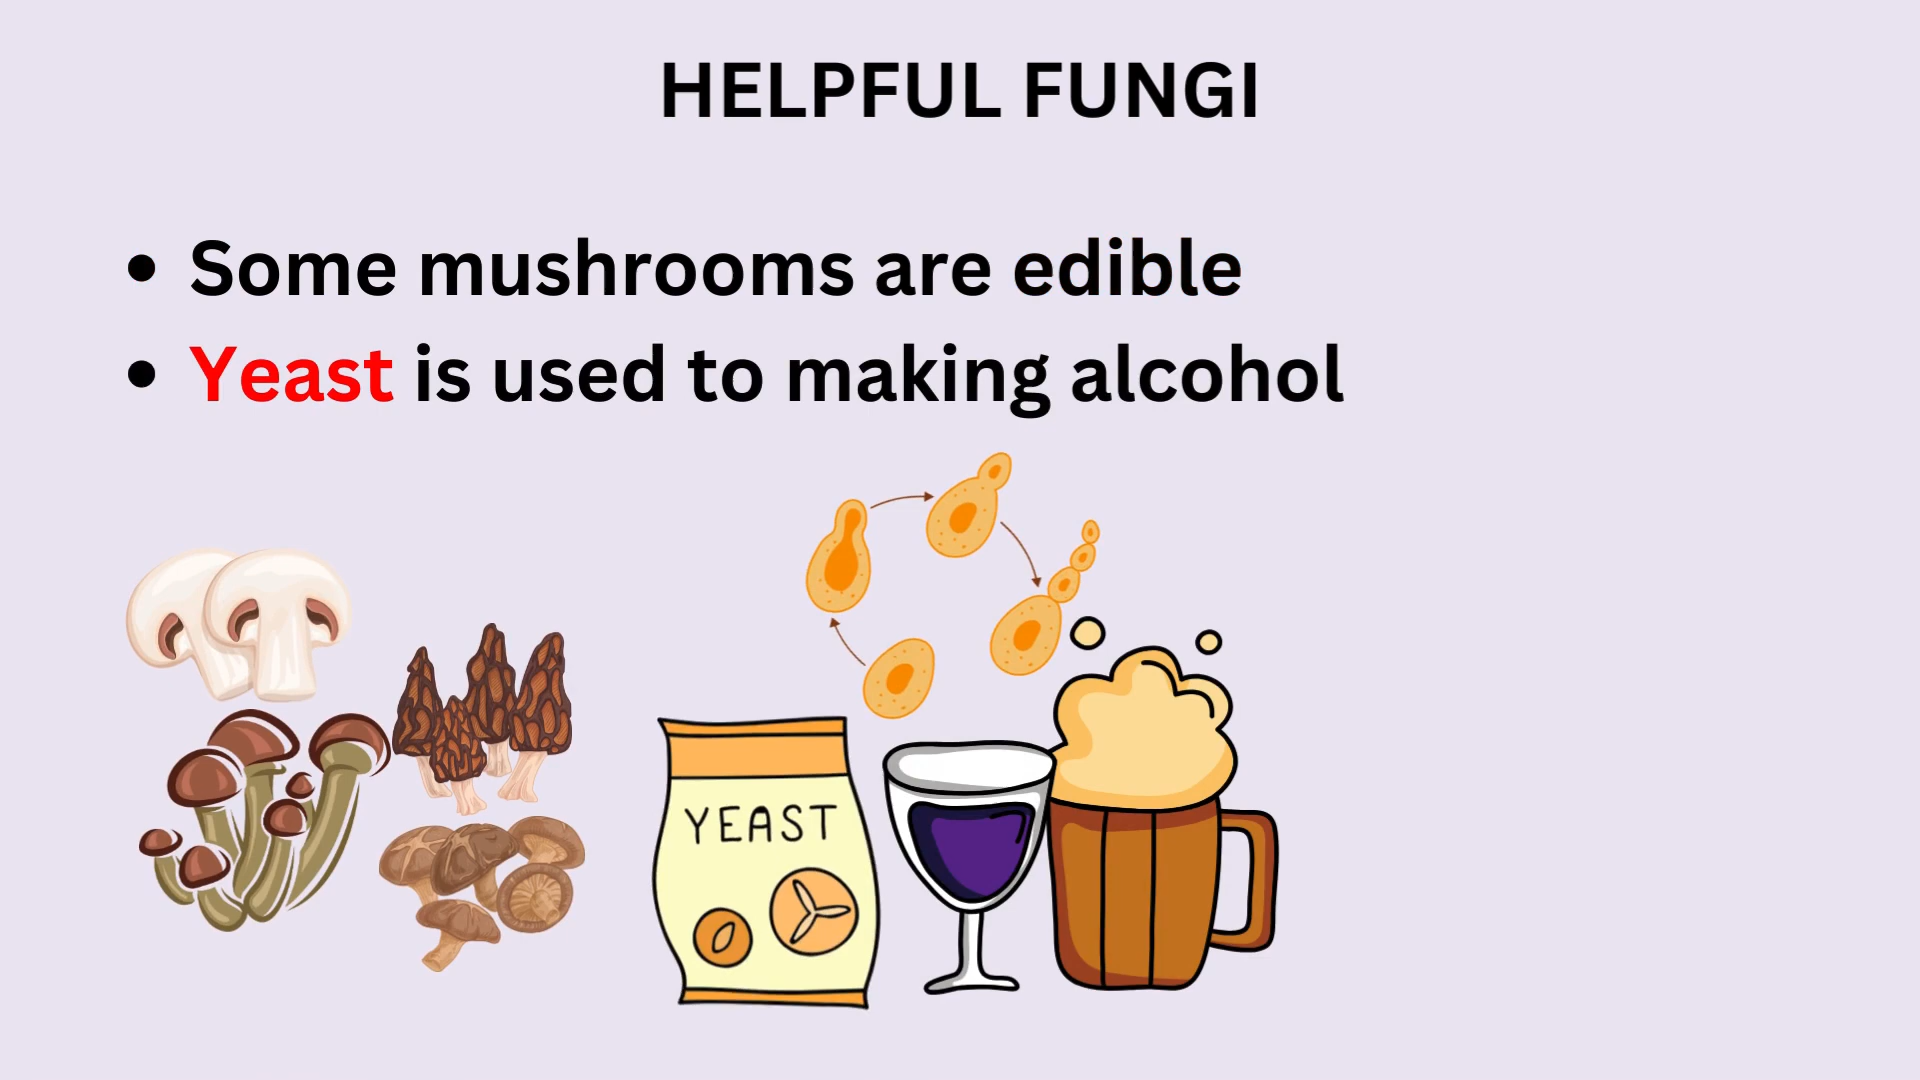 HELPFUL FUNGI
• Some mushrooms are edible
• Yeast is used to making alcohol
YEAST